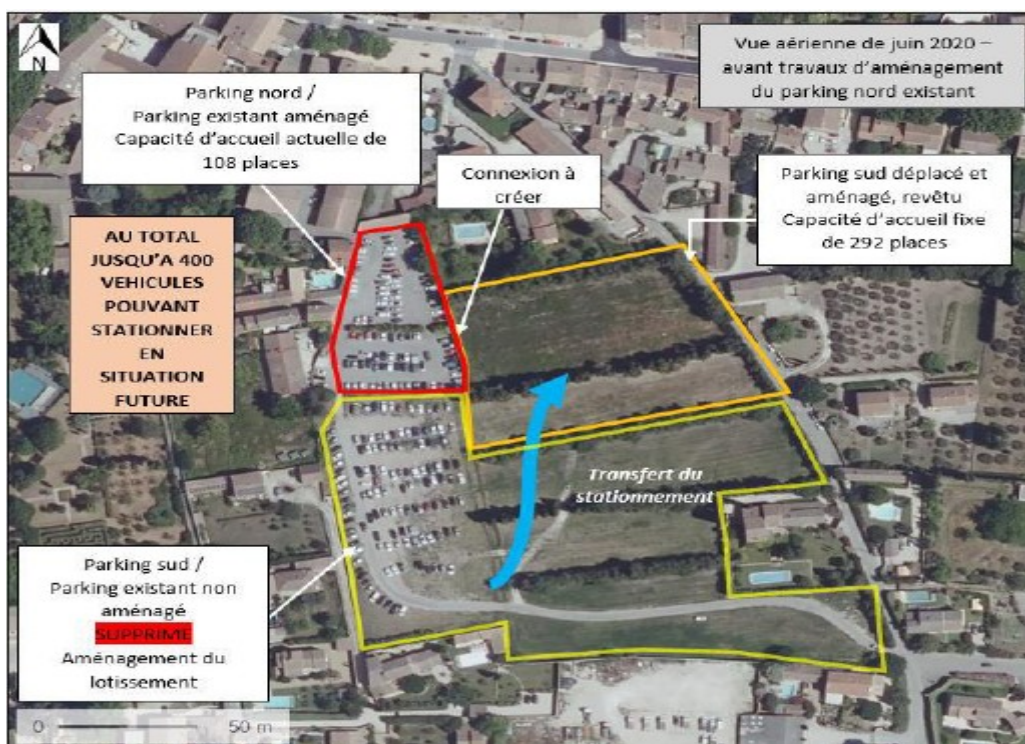 N
Vue aérienne de juin 2020 –
avant travaux d'aménagement
du parking nord existant
Parking nord /
Parking existant aménagé
Capacité d'accueil actuelle de
108 places
Connexion à
créer
Parking sud déplacé et
aménagé, revêtu
Capacité d'accueil fixe
de 292 places
AU TOTAL
JUSQU'A 400
VEHICULES
POUVANT
STATIONNER
EN
SITUATION
FUTURE
Transfert du
stationnement
Parking sud /
Parking existant non
aménagé
SUPPRIME
Aménagement du
lotissement
0 50 m